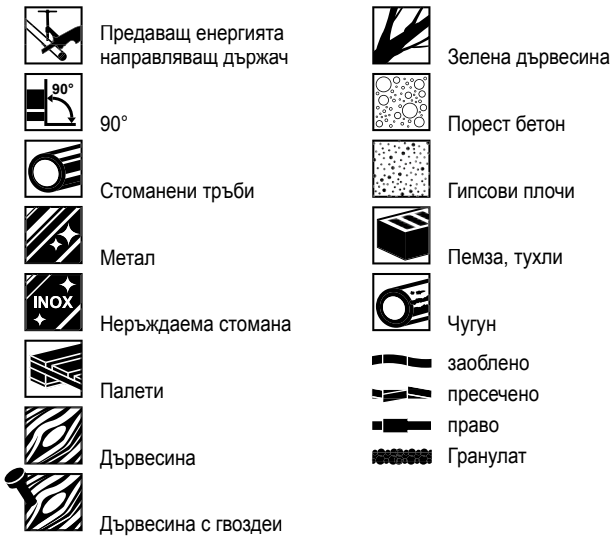 Предаващ енергията
направляващ държач
90°
90°
Стоманени тръби
Метал
INOX
Неръждаема стомана
Палети
Дървесина
Дървесина с гвоздеи
Зелена дървесина
Порест бетон
Гипсови плочи
Пемза, тухли
Чугун
заоблено
пресечено
право
Гранулат